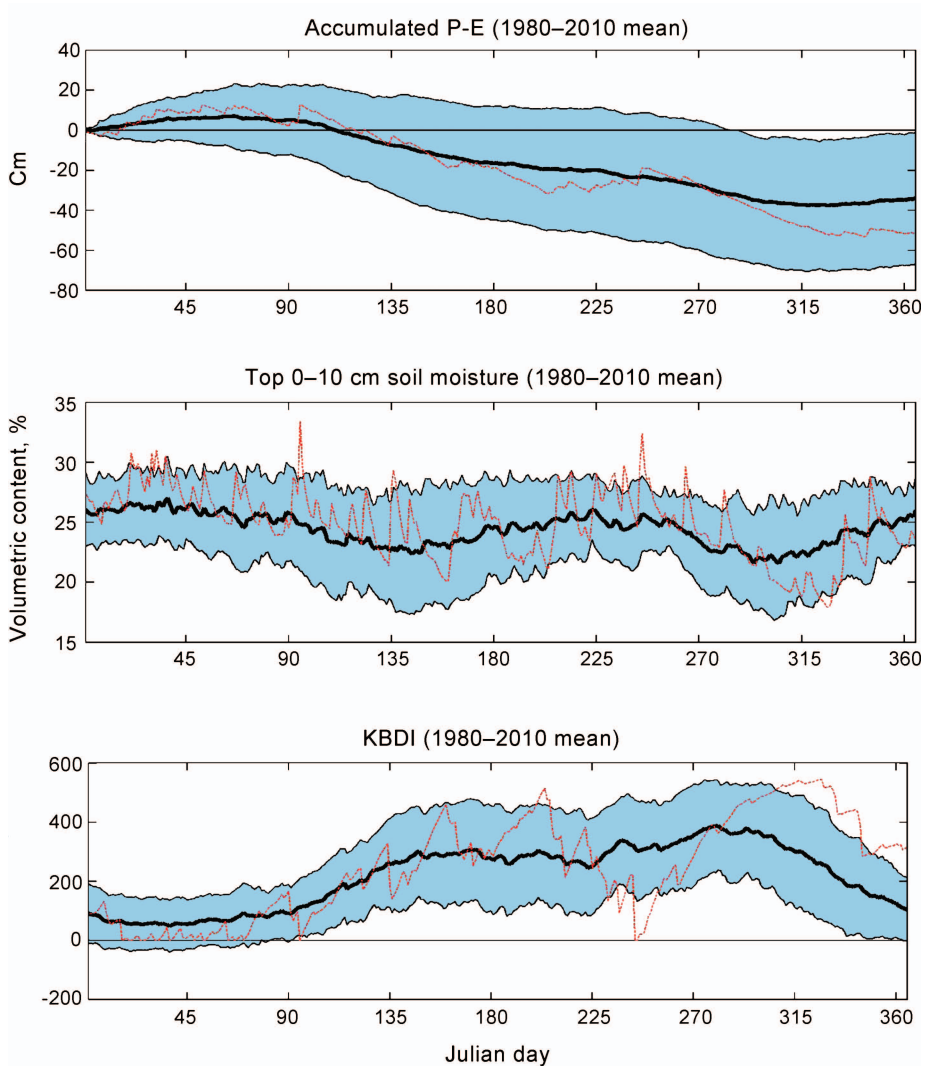 Accumulated P-E (1980–2010 mean)
40
20
0
-20
-40
-60
-80
Cm
45 90 135 180 225 270 315 360
Top 0–10 cm soil moisture (1980–2010 mean)
35
30
25
20
15
Volumetric content, %
45 90 135 180 225 270 315 360
KBDI (1980–2010 mean)
600
400
200
0
-200
45 90 135 180 225 270 315 360
Julian day